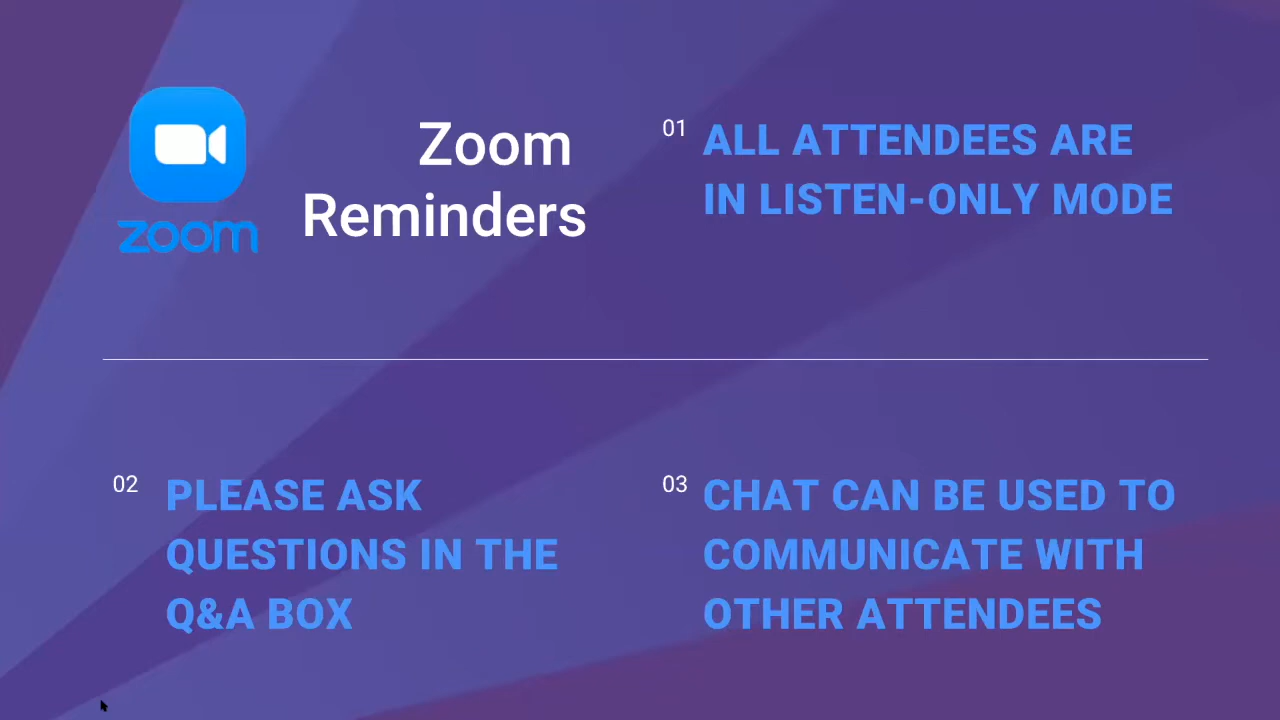 zoom
Zoom
Reminders
01
ALL ATTENDEES ARE
IN LISTEN-ONLY MODE
02
PLEASE ASK
QUESTIONS IN THE
Q&A BOX
03
CHAT CAN BE USED TO
COMMUNICATE WITH
OTHER ATTENDEES